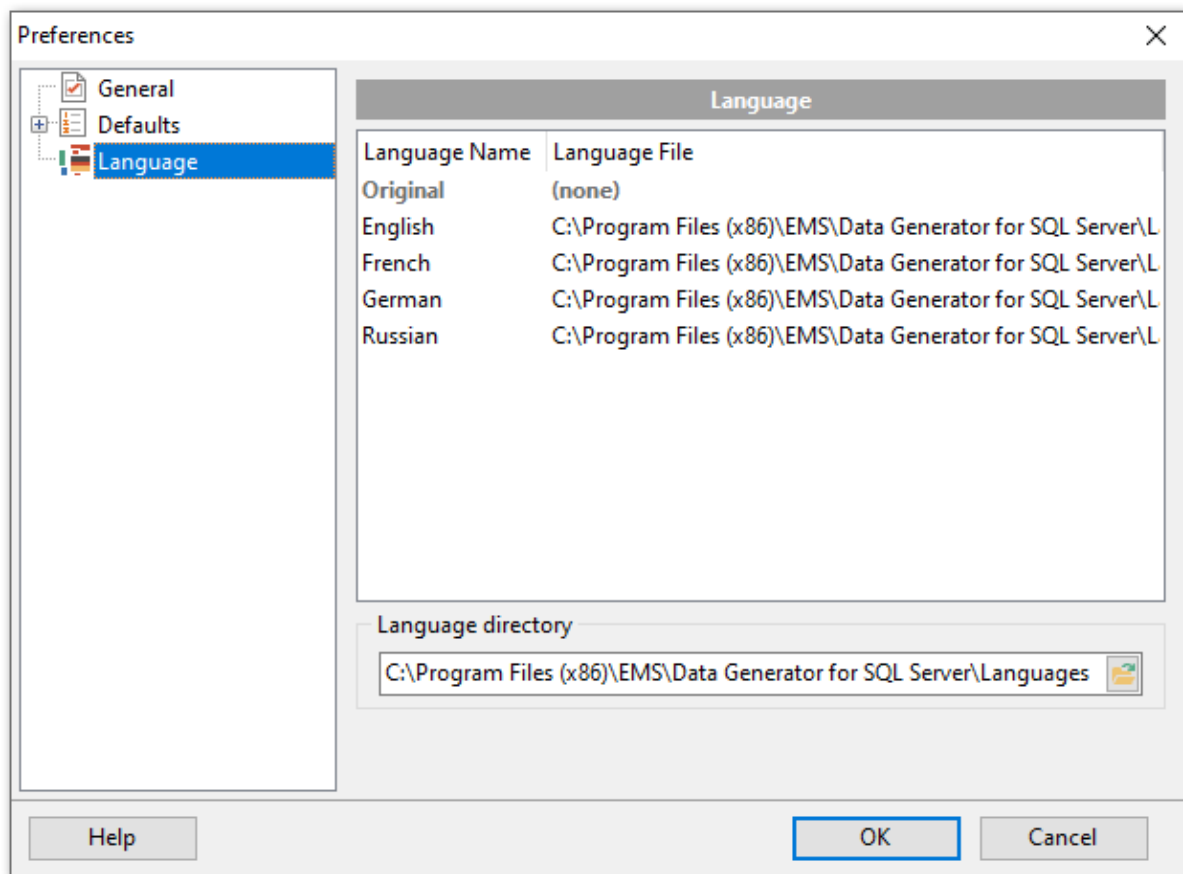 Preferences
General
Defaults
Language
Language
Language Name Language File
Original (none)
English C:\Program Files (x86)\EMS\Data Generator for SQL Server\L
French C:\Program Files (x86)\EMS\Data Generator for SQL Server\L
German C:\Program Files (x86)\EMS\Data Generator for SQL Server\L
Russian C:\Program Files (x86)\EMS\Data Generator for SQL Server\L
Language directory
C:\Program Files (x86)\EMS\Data Generator for SQL Server\Languages
Help OK Cancel